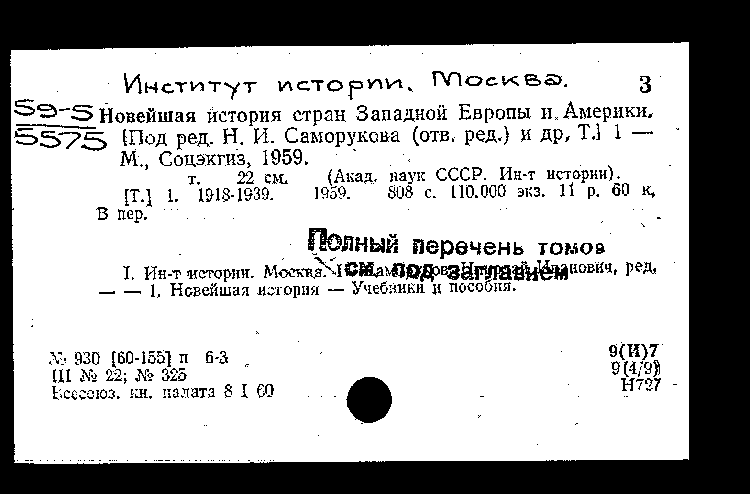 Институт истории. Москва. 3
59-5 Новейшая история стран Западной Европы и Америки.
5575 [Под ред. Н. И. Саморукова (отв. ред.) и др. Т.] 1 —
М., Соцэкгиз, 1959.
т. 22 см. (Акад. наук СССР. Ин-т истории).
[Т.] 1. 1918-1939. 1959. 808 с. 110.000 экз. 11 р. 60 к.
В пер.
Полный перечень томов
см. под заглавием
I. Ин-т истории. Москва. Иванович, ред.
— — 1. Новейшая история — Учебники и пособия.
№ 930 [60-155] п 6-3
III № 22; № 325
Всесоюз. кн. палата 8 I 60
9(И)7
9(4/9)
Н727